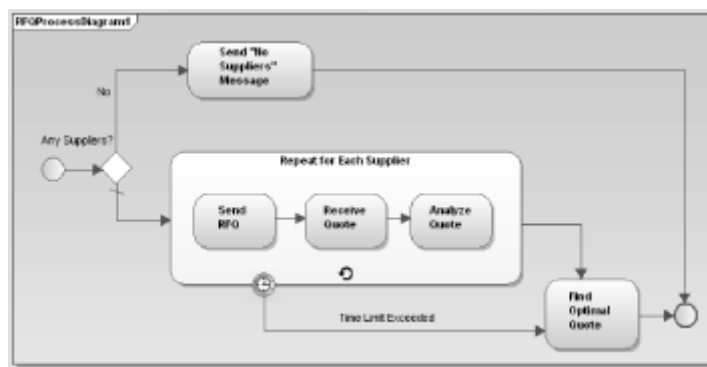 RFQProcessDiagram1
Send "No
Suppliers"
Message
No
Any Suppliers?
Repeat for Each Supplier
Send
RFQ
Receive
Quote
Analyze
Quote
Time Limit Exceeded
Find
Optimal
Quote